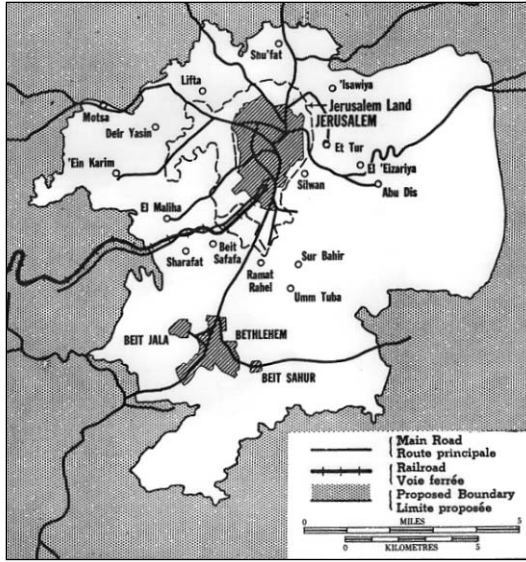 Shu'fat
Lifta
'Isawiya
Motsa
Jerusalem Land
JERUSALEM
Deir Yasin
Et Tur
'Ein Karim
El 'Eizariya
Silwan
Abu Dis
El Maliha
Beit
Safafa
Sharafat
Ramat
Rahel
Sur Bahir
Umm Tuba
BEIT JALA
BETHLEHEM
BEIT SAHUR
Main Road
Route principale
Railroad
Voie ferrée
Proposed Boundary
Limite proposée
0 MILES 5
0 KILOMETRES 5